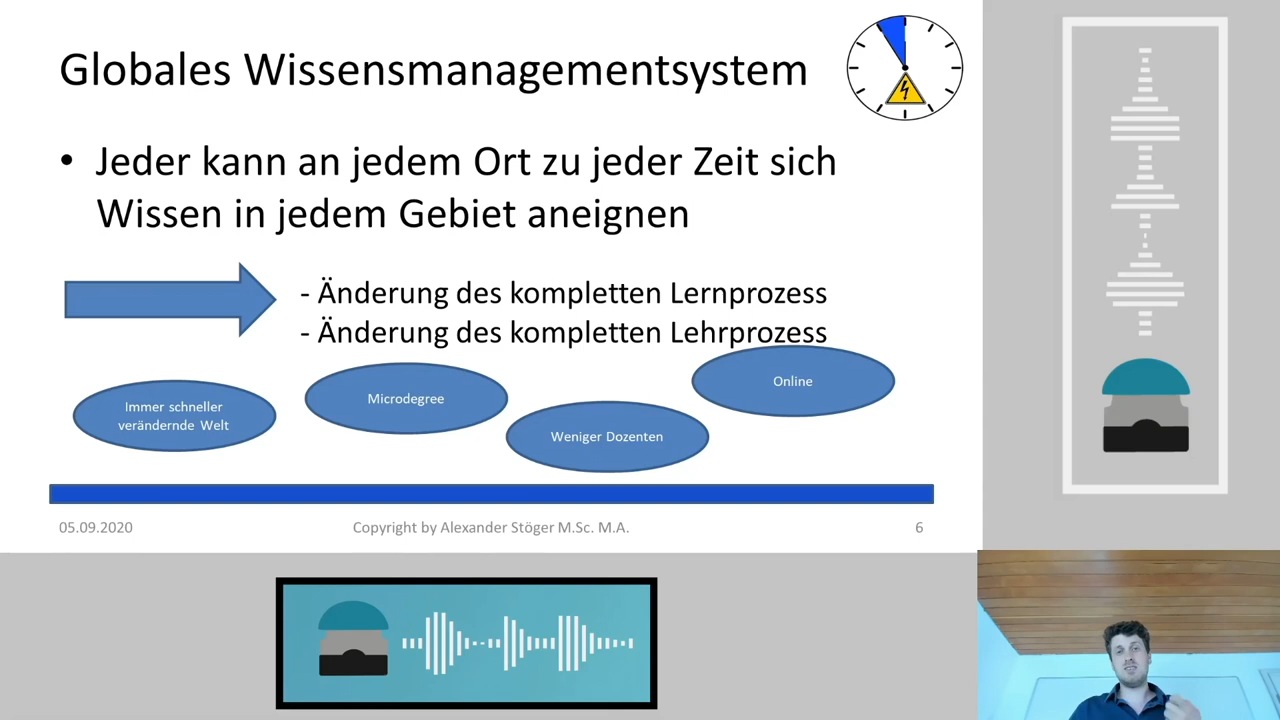 Globales Wissensmanagementsystem
• Jeder kann an jedem Ort zu jeder Zeit sich
Wissen in jedem Gebiet aneignen
- Änderung des kompletten Lernprozess
- Änderung des kompletten Lehrprozess
Immer schneller
verändernde Welt
Microdegree
Weniger Dozenten
Online
05.09.2020
Copyright by Alexander Stöger M.Sc. M.A.
6